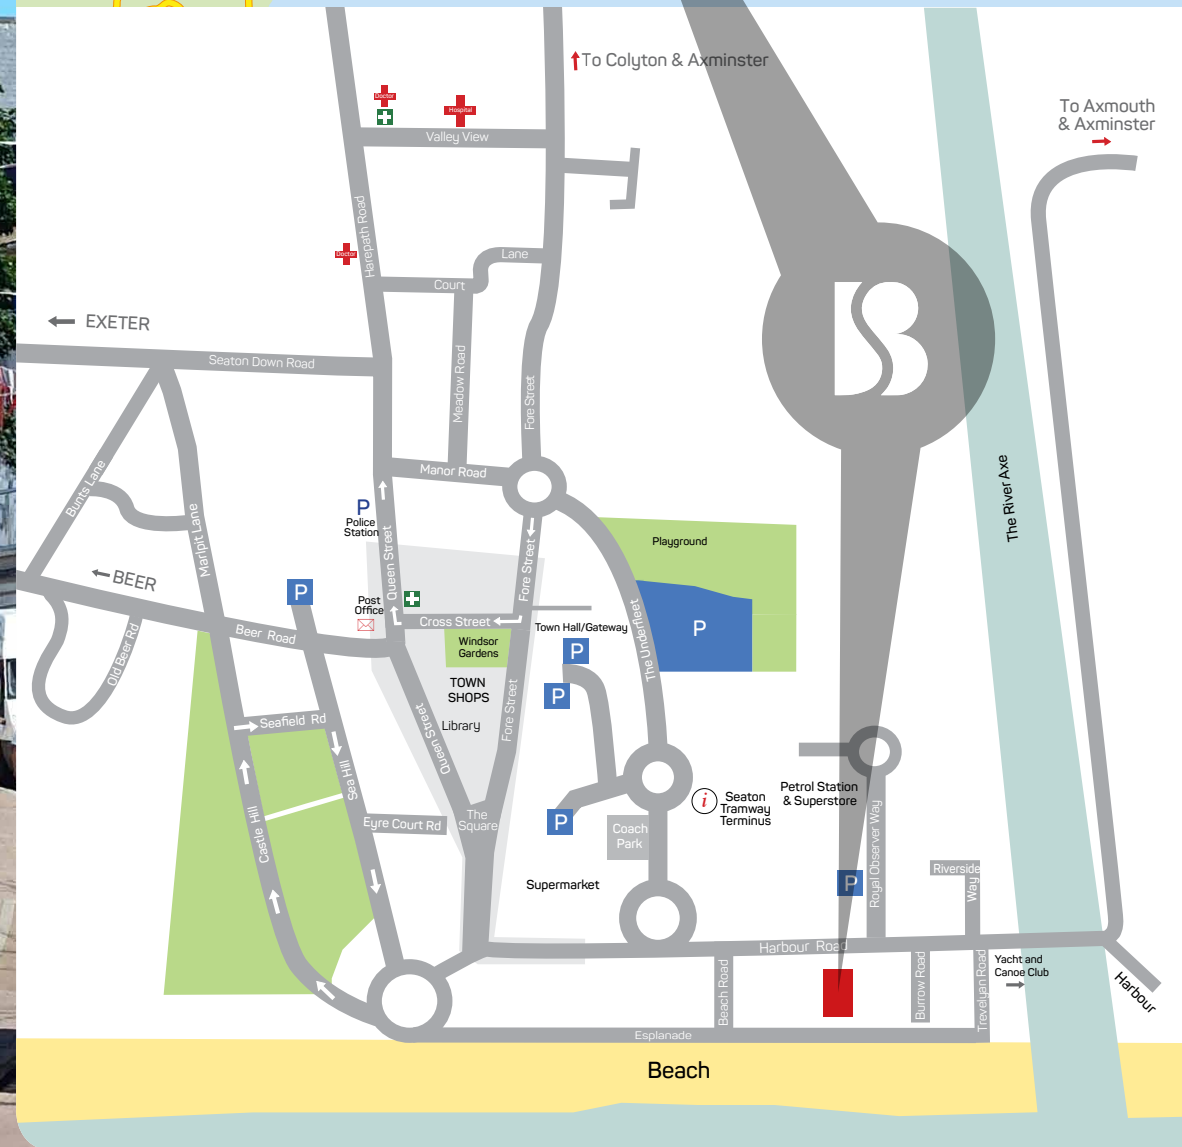 To Colyton & Axminster
To Axmouth
& Axminster
Doctor
Hospital
Valley View
Harepath Road
Doctor
Lane
Court
EXETER
Seaton Down Road
Meadow Road
Fore Street
Manor Road
Bunts Lane
Marlpit Lane
P
Police
Station
Queen Street
Fore Street
Playground
The River Axe
BEER
P
Post
Office
Cross Street
Town Hall/Gateway
The Underfleet
P
Beer Road
Windsor
Gardens
P
Old Beer Rd
TOWN
SHOPS
P
Seafield Rd
Library
Fore Street
Queen Street
Sea Hill
Castle Hill
Eyre Court Rd
The
Square
P
Coach
Park
i
Seaton
Tramway
Terminus
Petrol Station
& Superstore
Royal Observer Way
P
Riverside
Way
Supermarket
Harbour Road
Beach Road
Burrow Road
Trevelyan Road
Yacht and
Canoe Club
Harbour
Esplanade
Beach